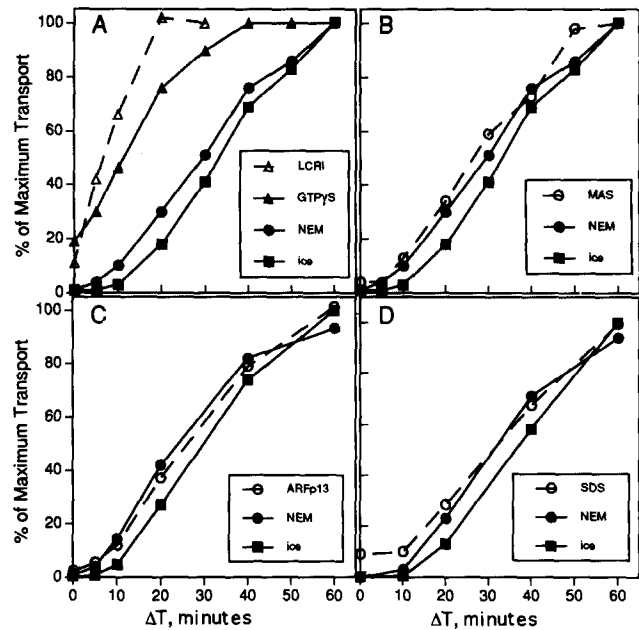 A
B
% of Maximum Transport
100
80
60
40
20
0
LCRI
GTPγS
NEM
ice
MAS
NEM
ice
C
D
% of Maximum Transport
100
80
60
40
20
0
ARFp13
NEM
ice
SDS
NEM
ice
0 10 20 30 40 50 60
0 10 20 30 40 50 60
ΔT, minutes
ΔT, minutes